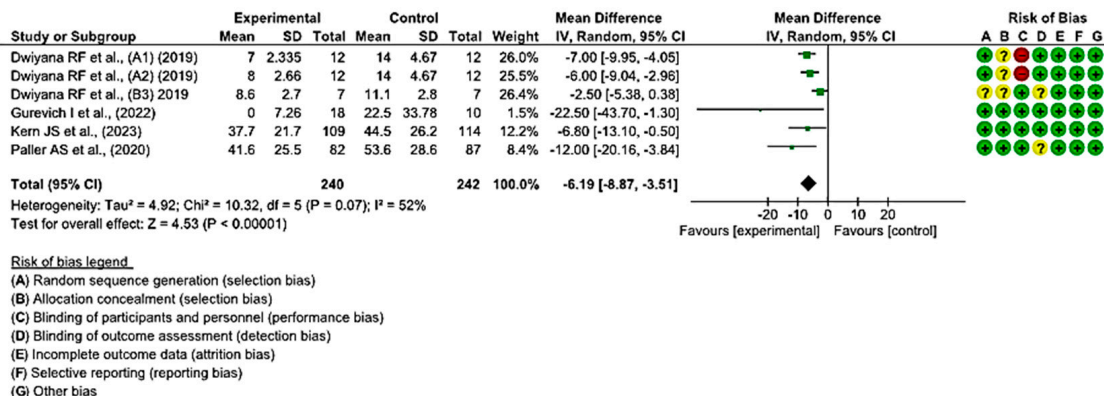 Experimental Control Mean Difference Mean Difference Risk of Bias
Study or Subgroup Mean SD Total Mean SD Total Weight IV, Random, 95% CI IV, Random, 95% CI A B C D E F G
Dwiyana RF et al., (A1) (2019) 7 2.335 12 14 4.67 12 26.0% -7.00 [-9.95, -4.05] + ? − + + + +
Dwiyana RF et al., (A2) (2019) 8 2.66 12 14 4.67 12 25.5% -6.00 [-9.04, -2.96] + ? − + + + +
Dwiyana RF et al., (B3) 2019 8.6 2.7 7 11.1 2.8 7 26.4% -2.50 [-5.38, 0.38] ? ? + ? + + +
Gurevich I et al., (2022) 0 7.26 18 22.5 33.78 10 1.5% -22.50 [-43.70, -1.30] + + + + + + +
Kern JS et al., (2023) 37.7 21.7 109 44.5 26.2 114 12.2% -6.80 [-13.10, -0.50] + + + + + + +
Paller AS et al., (2020) 41.6 25.5 82 53.6 28.6 87 8.4% -12.00 [-20.16, -3.84] + + + ? + + +
Total (95% CI) 240 242 100.0% -6.19 [-8.87, -3.51]
Heterogeneity: Tau² = 4.92; Chi² = 10.32, df = 5 (P = 0.07); I² = 52%
Test for overall effect: Z = 4.53 (P < 0.00001)
-20 -10 0 10 20
Favours [experimental] Favours [control]
Risk of bias legend
(A) Random sequence generation (selection bias)
(B) Allocation concealment (selection bias)
(C) Blinding of participants and personnel (performance bias)
(D) Blinding of outcome assessment (detection bias)
(E) Incomplete outcome data (attrition bias)
(F) Selective reporting (reporting bias)
(G) Other bias